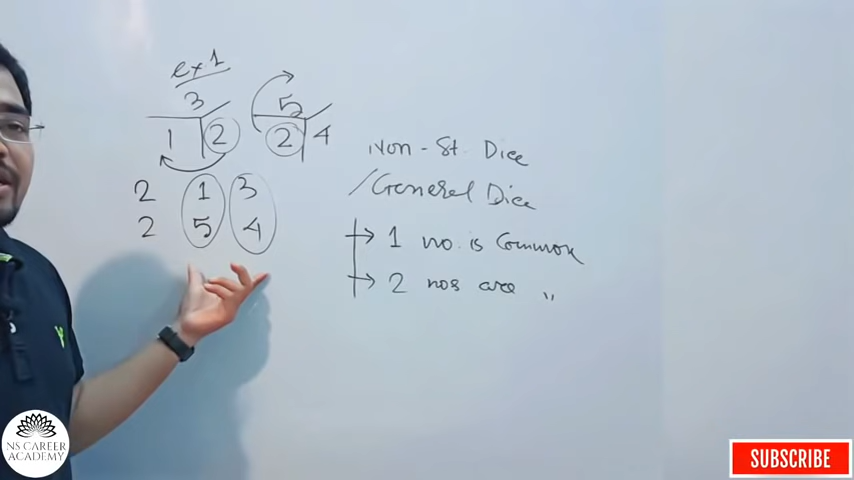 ex 1
3
1 2
5
2 4
2 1 3
2 5 4
Non-St. Dice
/General Dice
→ 1 no. is Common
→ 2 nos are "
NS CAREER
ACADEMY
SUBSCRIBE